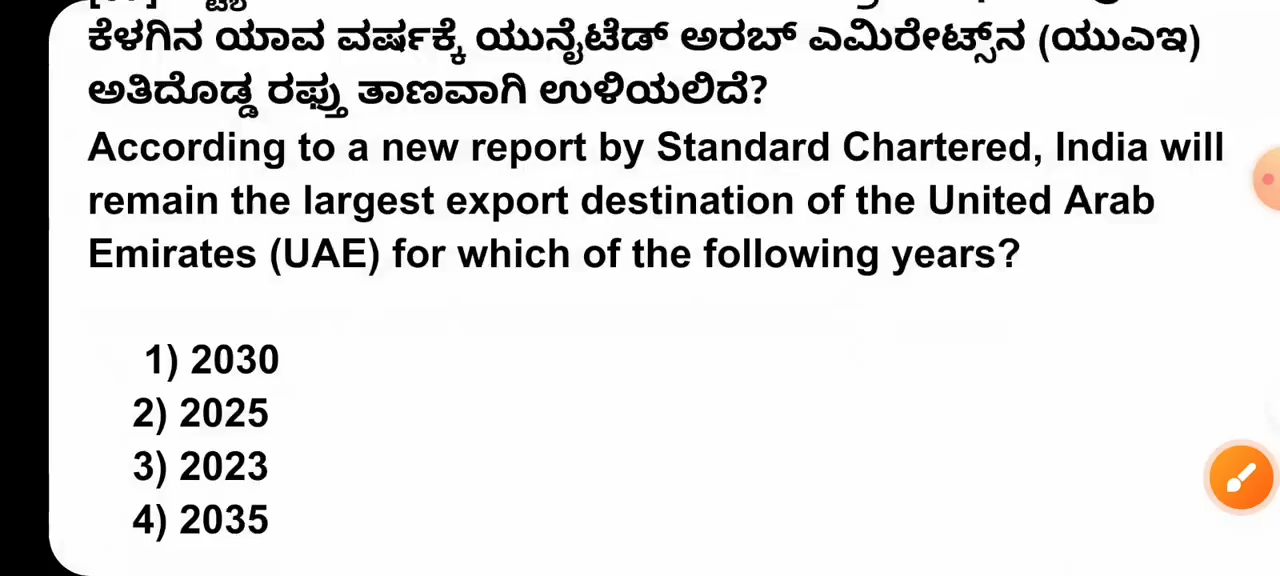 ಕೆಳಗಿನ ಯಾವ ವರ್ಷಕ್ಕೆ ಯುನೈಟೆಡ್ ಅರಬ್ ಎಮಿರೇಟ್ಸ್‌ನ (ಯುಎಇ)
ಅತಿದೊಡ್ಡ ರಫ್ತು ತಾಣವಾಗಿ ಉಳಿಯಲಿದೆ?
According to a new report by Standard Chartered, India will
remain the largest export destination of the United Arab
Emirates (UAE) for which of the following years?
1) 2030
2) 2025
3) 2023
4) 2035